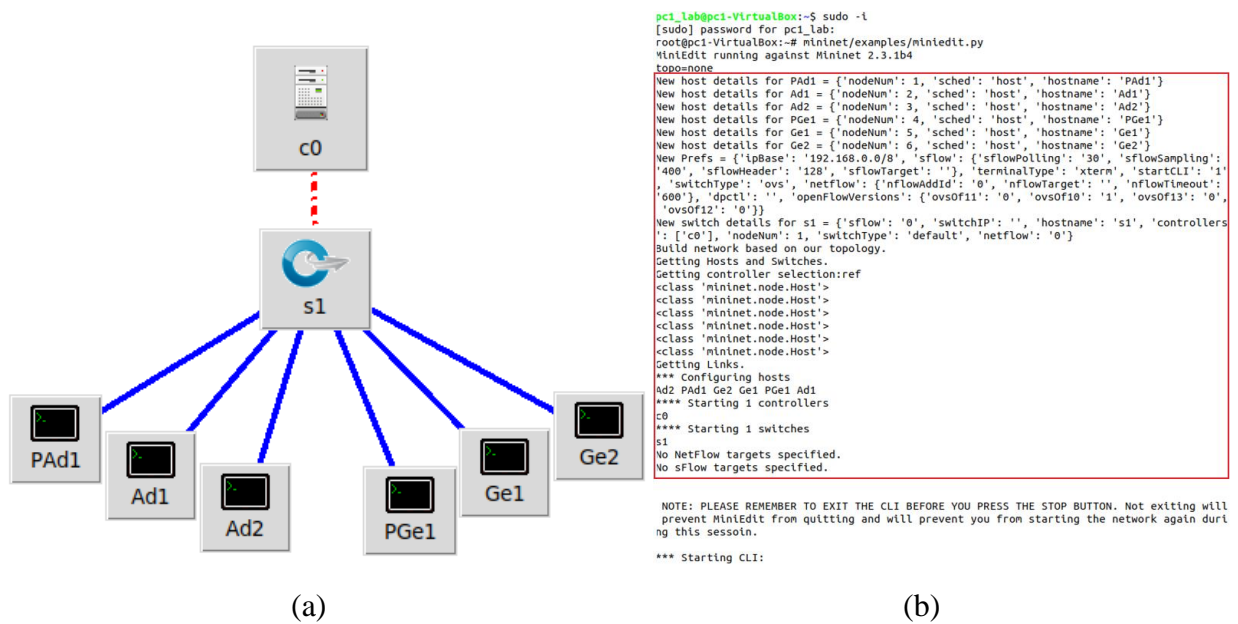 c0
s1
PAd1
Ad1
Ad2
PGe1
Ge1
Ge2
(a)
pc1_lab@pc1-VirtualBox:~$ sudo -i
[sudo] password for pc1_lab:
root@pc1-VirtualBox:~# mininet/examples/miniedit.py
MiniEdit running against Mininet 2.3.1b4
topo=none
New host details for PAd1 = {'nodeNum': 1, 'sched': 'host', 'hostname': 'PAd1'}
New host details for Ad1 = {'nodeNum': 2, 'sched': 'host', 'hostname': 'Ad1'}
New host details for Ad2 = {'nodeNum': 3, 'sched': 'host', 'hostname': 'Ad2'}
New host details for PGe1 = {'nodeNum': 4, 'sched': 'host', 'hostname': 'PGe1'}
New host details for Ge1 = {'nodeNum': 5, 'sched': 'host', 'hostname': 'Ge1'}
New host details for Ge2 = {'nodeNum': 6, 'sched': 'host', 'hostname': 'Ge2'}
New Prefs = {'ipBase': '192.168.0.0/8', 'sflow': {'sflowPolling': '30', 'sflowSampling':
'400', 'sflowHeader': '128', 'sflowTarget': ''}, 'terminalType': 'xterm', 'startCLI': '1'
, 'switchType': 'ovs', 'netflow': {'nflowAddId': '0', 'nflowTarget': '', 'nflowTimeout':
'600'}, 'dpctl': '', 'openFlowVersions': {'ovsOf11': '0', 'ovsOf10': '1', 'ovsOf13': '0',
'ovsOf12': '0'}}
New switch details for s1 = {'sflow': '0', 'switchIP': '', 'hostname': 's1', 'controllers
': ['c0'], 'nodeNum': 1, 'switchType': 'default', 'netflow': '0'}
Build network based on our topology.
Getting Hosts and Switches.
Getting controller selection:ref
<class 'mininet.node.Host'>
<class 'mininet.node.Host'>
<class 'mininet.node.Host'>
<class 'mininet.node.Host'>
<class 'mininet.node.Host'>
<class 'mininet.node.Host'>
Getting Links.
*** Configuring hosts
Ad2 PAd1 Ge2 Ge1 PGe1 Ad1
**** Starting 1 controllers
c0
**** Starting 1 switches
s1
No NetFlow targets specified.
No sFlow targets specified.
NOTE: PLEASE REMEMBER TO EXIT THE CLI BEFORE YOU PRESS THE STOP BUTTON. Not exiting will
prevent MiniEdit from quitting and will prevent you from starting the network again duri
ng this sessoin.
*** Starting CLI:
(b)